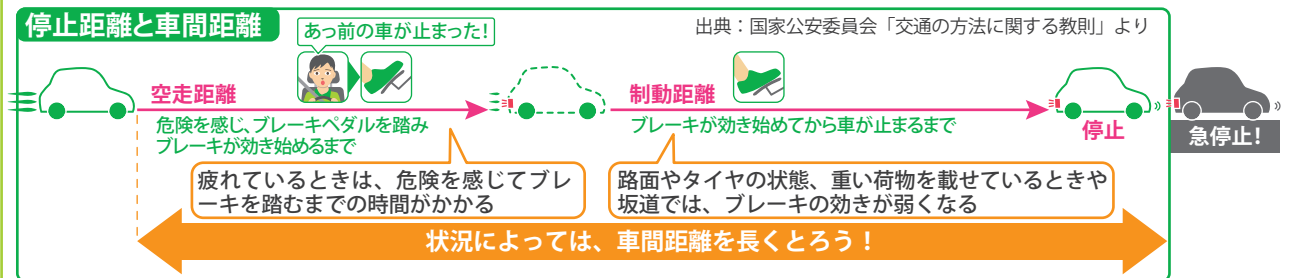 停止距離と車間距離
あっ前の車が止まった!
出典:国家公安委員会「交通の方法に関する教則」より
空走距離
危険を感じ、ブレーキペダルを踏み
ブレーキが効き始めるまで
制動距離
ブレーキが効き始めてから車が止まるまで
停止
急停止!
疲れているときは、危険を感じてブレ
ーキを踏むまでの時間がかかる
路面やタイヤの状態、重い荷物を載せているときや
坂道では、ブレーキの効きが弱くなる
状況によっては、車間距離を長くとろう!